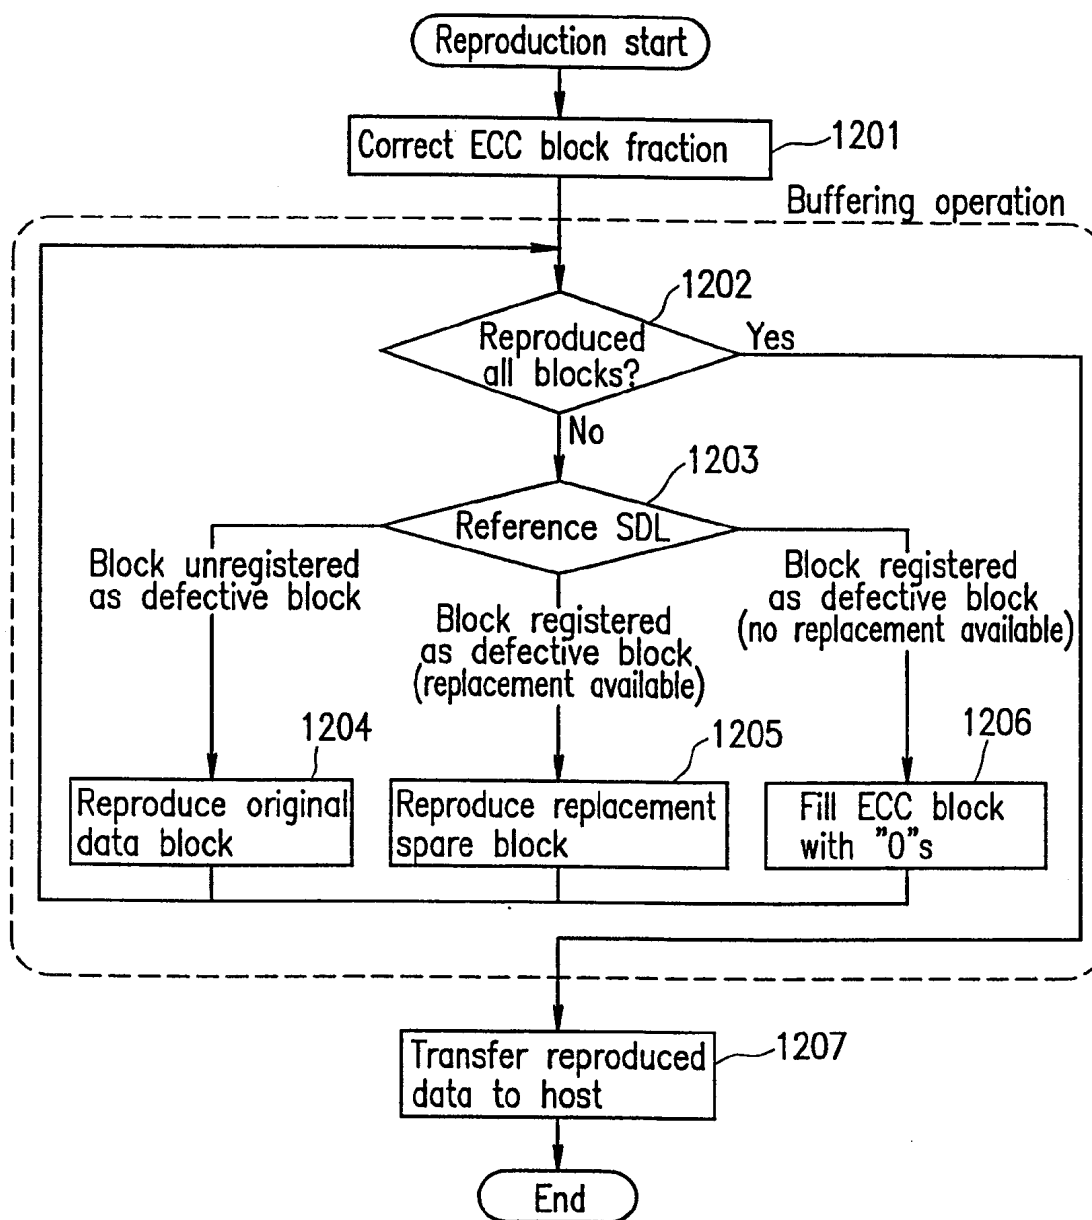 Reproduction start
Correct ECC block fraction
1201
Buffering operation
1202
Reproduced
all blocks?
Yes
No
1203
Reference SDL
Block unregistered
as defective block
Block registered
as defective block
(replacement available)
Block registered
as defective block
(no replacement available)
1204
Reproduce original
data block
1205
Reproduce replacement
spare block
1206
Fill ECC block
with "0"s
Transfer reproduced
data to host
1207
End